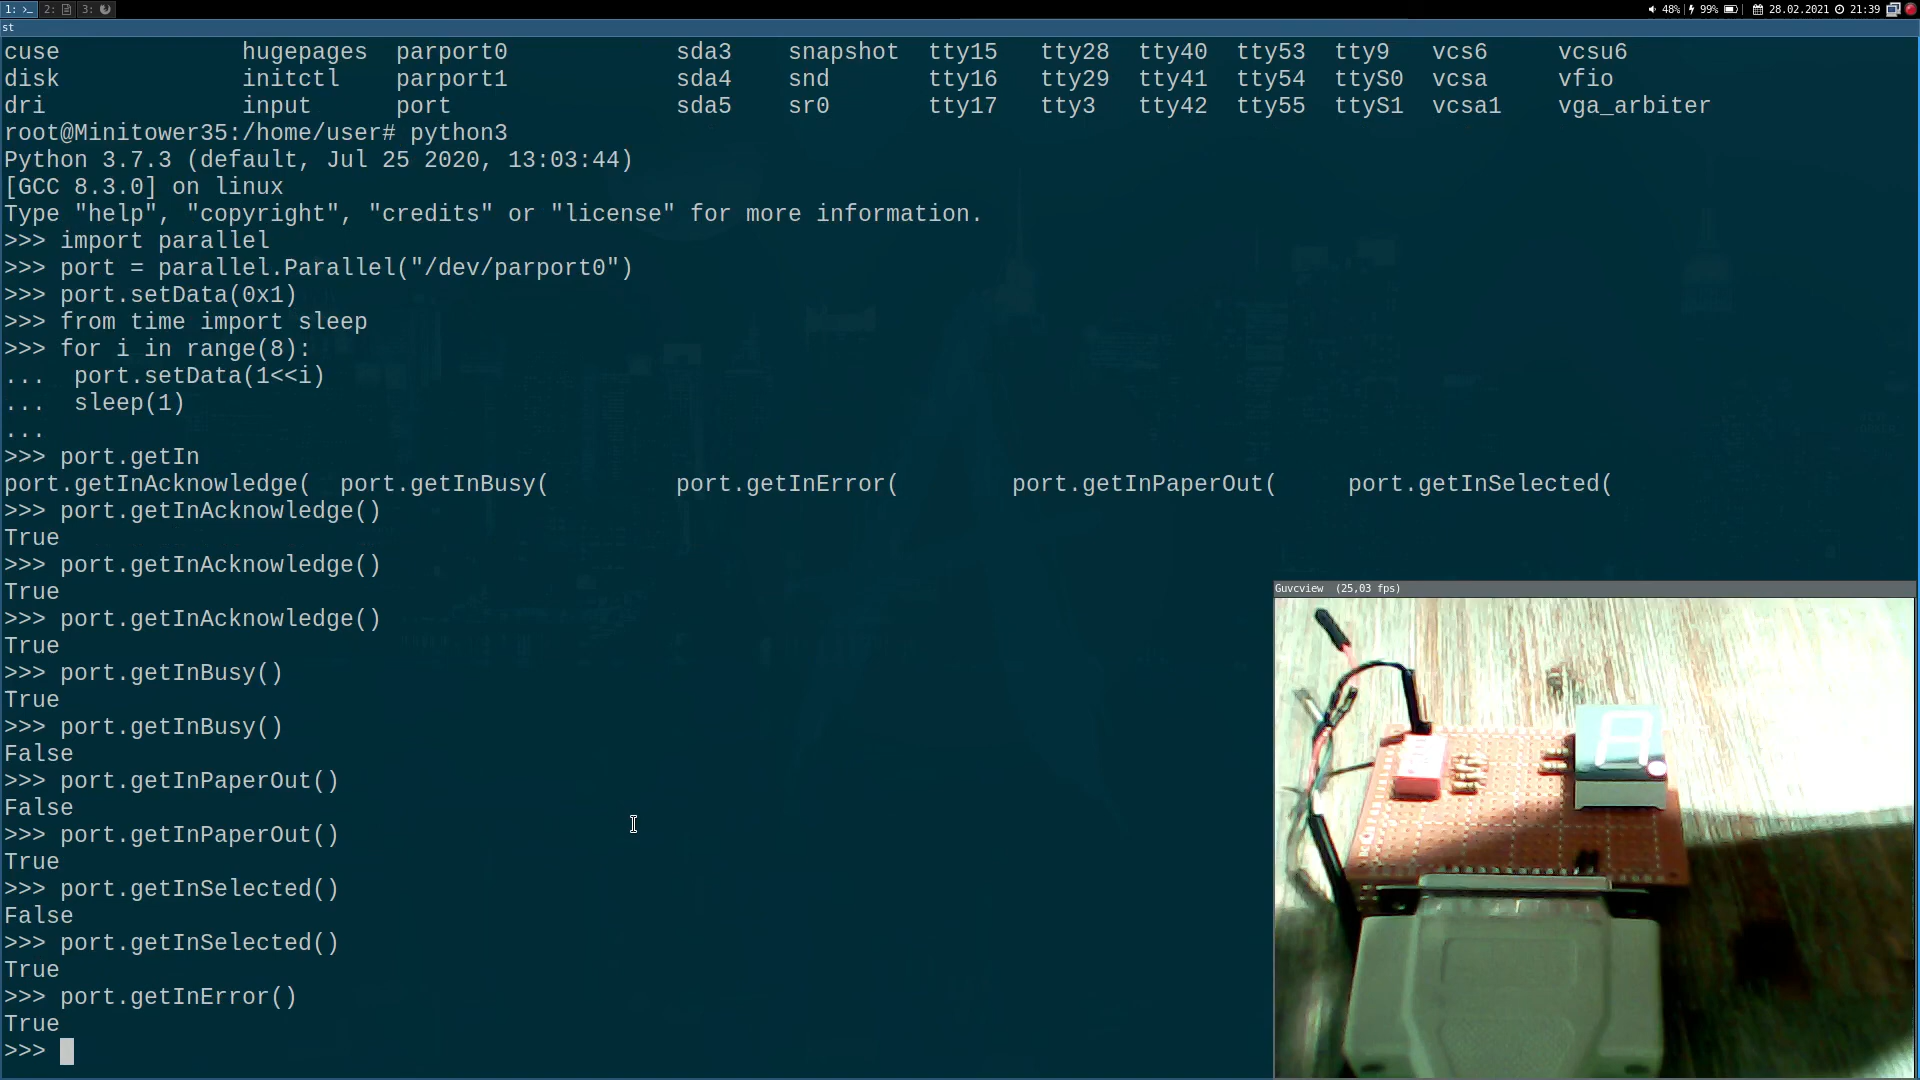 1: >_ 2: 3: 48% 99% 28.02.2021 21:39
st
cuse hugepages parport0 sda3 snapshot tty15 tty28 tty40 tty53 tty9 vcs6 vcsu6
disk initctl parport1 sda4 snd tty16 tty29 tty41 tty54 ttyS0 vcsa vfio
dri input port sda5 sr0 tty17 tty3 tty42 tty55 ttyS1 vcsa1 vga_arbiter
root@Minitower35:/home/user# python3
Python 3.7.3 (default, Jul 25 2020, 13:03:44)
[GCC 8.3.0] on linux
Type "help", "copyright", "credits" or "license" for more information.
>>> import parallel
>>> port = parallel.Parallel("/dev/parport0")
>>> port.setData(0x1)
>>> from time import sleep
>>> for i in range(8):
...  port.setData(1<<i)
...  sleep(1)
...
>>> port.getIn
port.getInAcknowledge( port.getInBusy( port.getInError( port.getInPaperOut( port.getInSelected(
>>> port.getInAcknowledge()
True
>>> port.getInAcknowledge()
True
>>> port.getInAcknowledge()
True
>>> port.getInBusy()
True
>>> port.getInBusy()
False
>>> port.getInPaperOut()
False
>>> port.getInPaperOut()
True
>>> port.getInSelected()
False
>>> port.getInSelected()
True
>>> port.getInError()
True
>>>
Guvcview (25,03 fps)